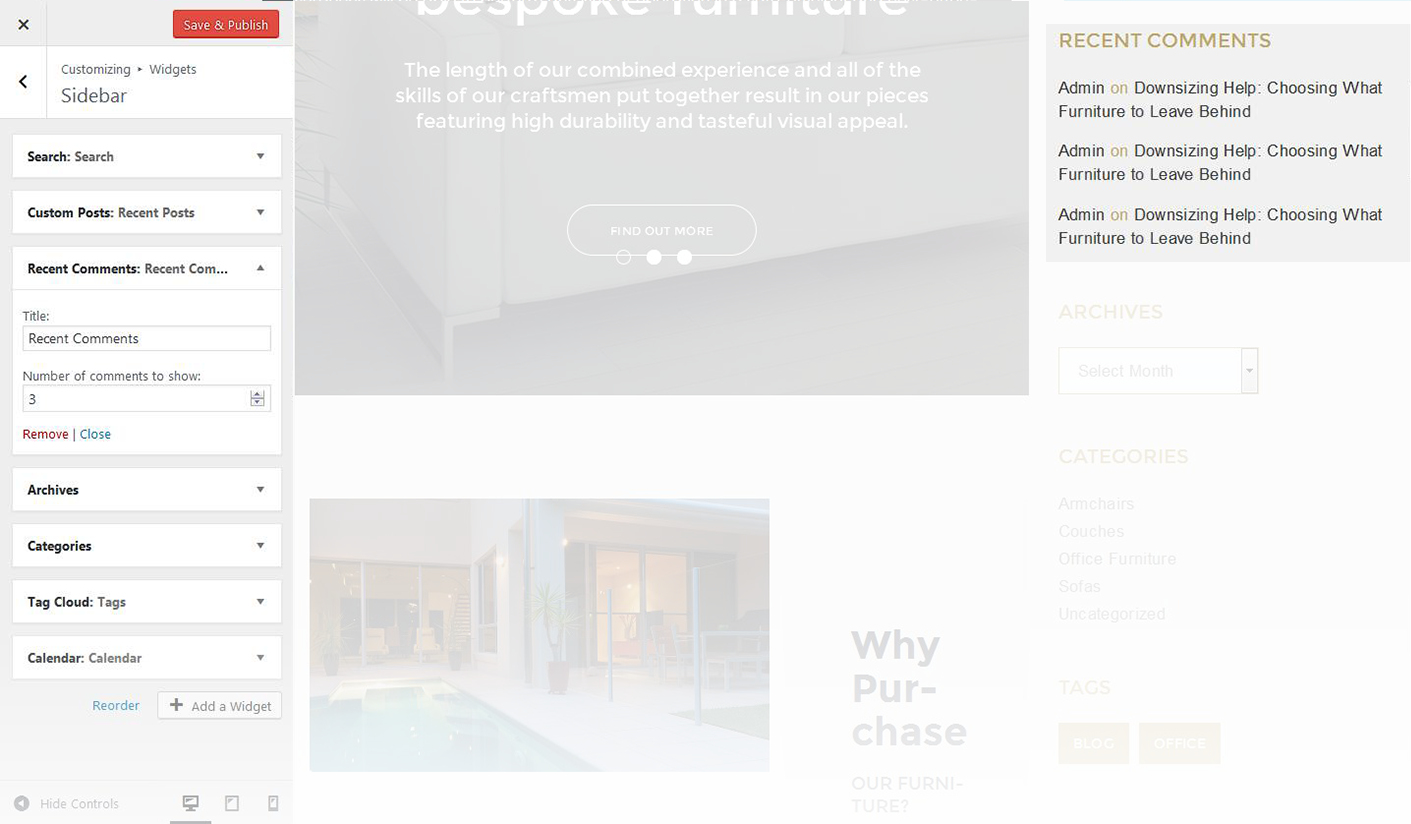 Save & Publish
Customizing ▸ Widgets
Sidebar
Search: Search
Custom Posts: Recent Posts
Recent Comments: Recent Com...
Title:
Recent Comments
Number of comments to show:
3
Remove | Close
Archives
Categories
Tag Cloud: Tags
Calendar: Calendar
Reorder
Add a Widget
Hide Controls
bespoke furniture
The length of our combined experience and all of the
skills of our craftsmen put together result in our pieces
featuring high durability and tasteful visual appeal.
FIND OUT MORE
Why
Pur-
chase
OUR FURNI-
TURE?
RECENT COMMENTS
Admin on Downsizing Help: Choosing What
Furniture to Leave Behind
Admin on Downsizing Help: Choosing What
Furniture to Leave Behind
Admin on Downsizing Help: Choosing What
Furniture to Leave Behind
ARCHIVES
Select Month
CATEGORIES
Armchairs
Couches
Office Furniture
Sofas
Uncategorized
TAGS
BLOG
OFFICE